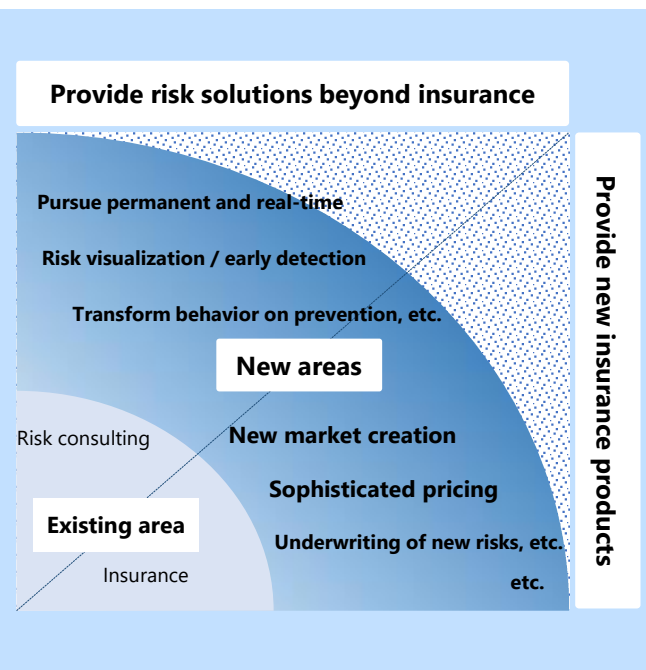 Provide risk solutions beyond insurance
Pursue permanent and real-time
Risk visualization / early detection
Transform behavior on prevention, etc.
New areas
New market creation
Sophisticated pricing
Underwriting of new risks, etc.
etc.
Risk consulting
Existing area
Insurance
Provide new insurance products